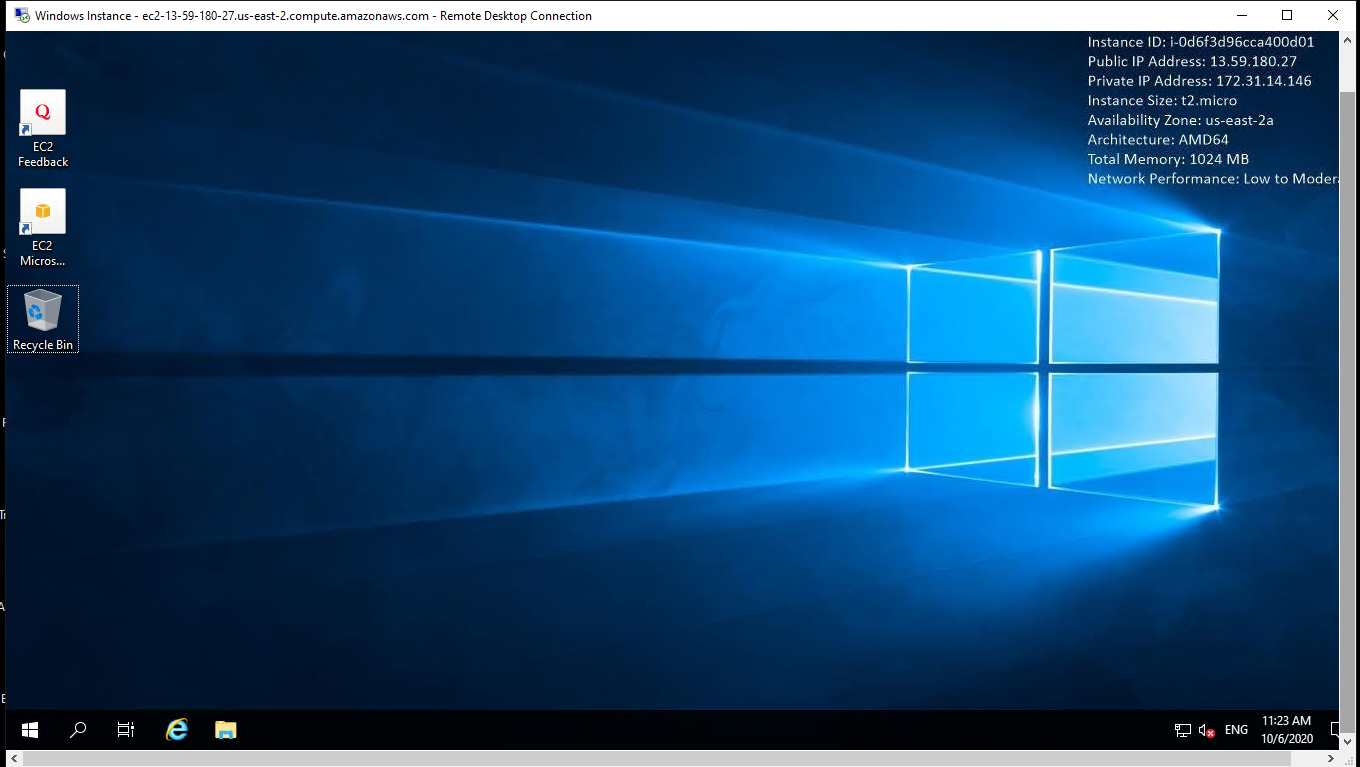 Windows Instance - ec2-13-59-180-27.us-east-2.compute.amazonaws.com - Remote Desktop Connection
Instance ID: i-0d6f3d96cca400d01
Public IP Address: 13.59.180.27
Private IP Address: 172.31.14.146
Instance Size: t2.micro
Availability Zone: us-east-2a
Architecture: AMD64
Total Memory: 1024 MB
Network Performance: Low to Modera
Q
EC2
Feedback
EC2
Micros...
Recycle Bin
ENG
11:23 AM
10/6/2020